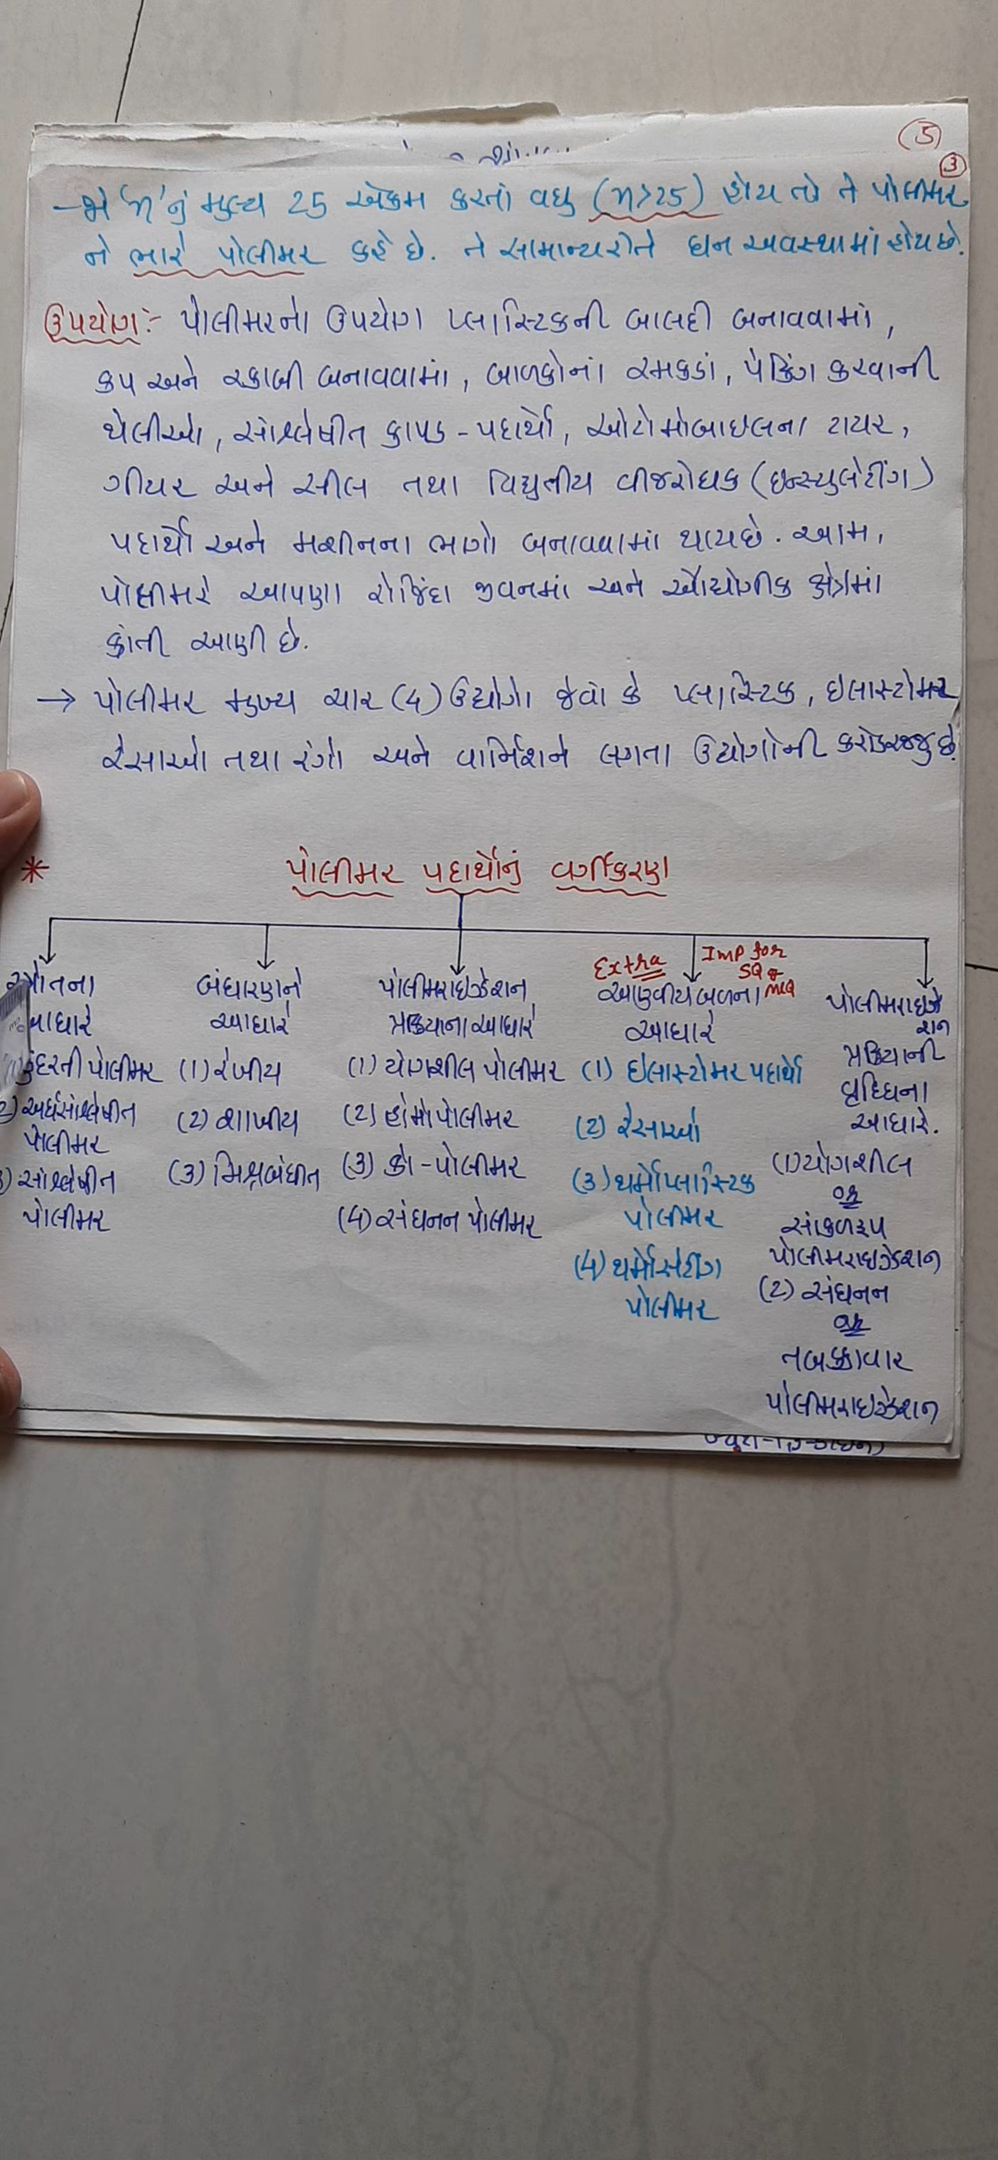 (5)
(3)
- જો 'n' નું મુલ્ય 25 એકમ કરતાં વધુ (n>25) હોય તો તે પોલીમર
ને ભારે પોલીમર કહે છે. તે સામાન્યરીતે ઘન અવસ્થામાં હોય છે.
ઉપયોગ:- પોલીમરનો ઉપયોગ પ્લાસ્ટિકની બાલદી બનાવવામાં,
કપ અને રકાબી બનાવવામાં, બાળકોનાં રમકડાં, પેકિંગ કરવાની
થેલીઓ, સાંશ્લેષીત કાપડ - પદાર્થો, ઓટોમોબાઇલના ટાયર,
ગીયર અને સીલ તથા વિદ્યુતીય વીજરોધક (ઇન્સ્યુલેટીંગ)
પદાર્થો અને મશીનના ભાગો બનાવવામાં થાય છે. આમ,
પોલીમરે આપણા રોજિંદા જીવનમાં અને ઔદ્યોગીક ક્ષેત્રમાં
ક્રાંતી આણી છે.
→ પોલીમર મુખ્ય ચાર (4) ઉદ્યોગો જેવાં કે પ્લાસ્ટિક, ઇલાસ્ટોમર
રેસાઓ તથા રંગો અને વાર્નિશને લગતા ઉદ્યોગોની કરોડરજ્જુ છે.
* પોલીમર પદાર્થોનું વર્ગીકરણ
સ્ત્રોતના
આધારે
કુદરતી પોલીમર
2) અર્ધસાંશ્લેષીત
પોલીમર
3) સાંશ્લેષીત
પોલીમર
બંધારણને
આધારે
(1) રેખીય
(2) શાખીય
(3) મિશ્રબંધીત
પોલીમરાઇઝેશન
પ્રક્રિયાના આધારે
(1) યોગશીલ પોલીમર
(2) હોમોપોલીમર
(3) કો-પોલીમર
(4) સંઘનન પોલીમર
Extra
Imp for
SQ & MCQ
આણ્વીય બળના
આધારે
(1) ઇલાસ્ટોમર પદાર્થો
(2) રેસાઓ
(3) થર્મોપ્લાસ્ટિક
પોલીમર
(4) થર્મોસેટીંગ
પોલીમર
પોલીમરાઇઝે
શન
પ્રક્રિયાની
વૃધ્ધિના
આધારે.
(1) યોગશીલ
or
સાંકળરૂપ
પોલીમરાઇઝેશન
(2) સંઘનન
or
તબક્કાવાર
પોલીમરાઇઝેશન